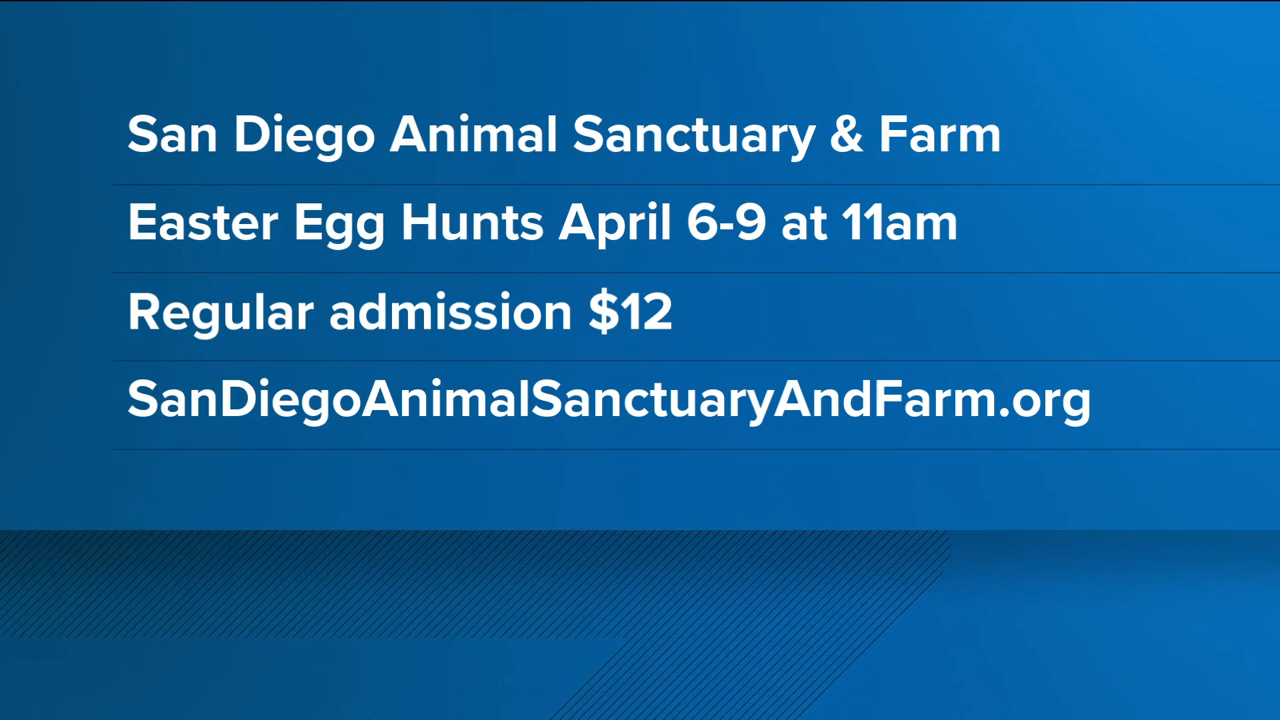 San Diego Animal Sanctuary & Farm
Easter Egg Hunts April 6-9 at 11am
Regular admission $12
SanDiegoAnimalSanctuaryAndFarm.org